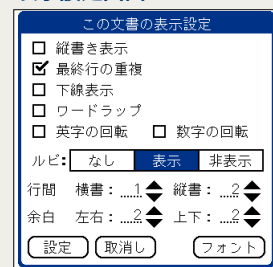 この文書の表示設定
縦書き表示
最終行の重複
下線表示
ワードラップ
英字の回転 数字の回転
ルビ: なし 表示 非表示
行間 横書: 1 縦書: 2
余白 左右: 2 上下: 2
設定 取消し フォント